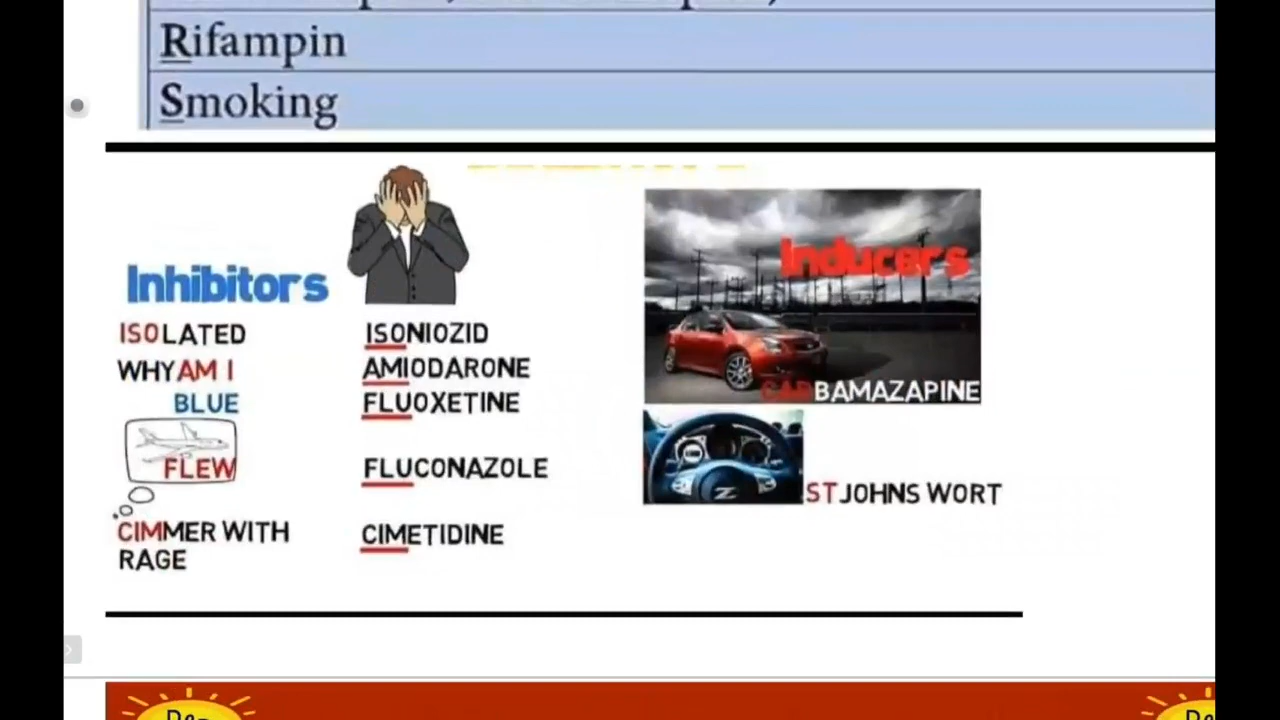 Rifampin
Smoking
Inhibitors
ISOLATED
ISONIOZID
WHY AM I
AMIODARONE
BLUE
FLUOXETINE
FLEW
FLUCONAZOLE
CIMMER WITH
RAGE
CIMETIDINE
Inducers
CARBAMAZAPINE
Z
ST JOHNS WORT